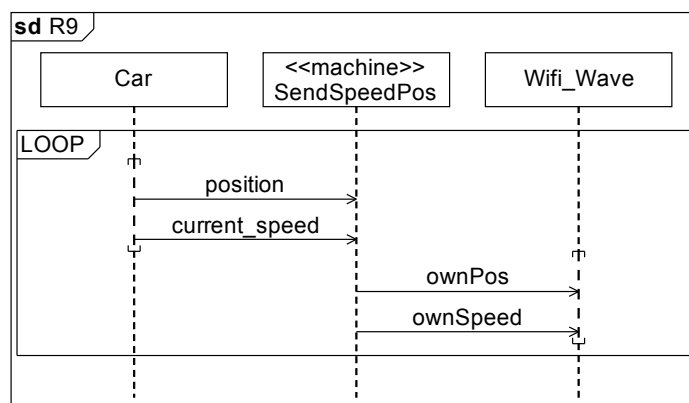 sd R9
Car
<<machine>>
SendSpeedPos
Wifi_Wave
LOOP
position
current_speed
ownPos
ownSpeed